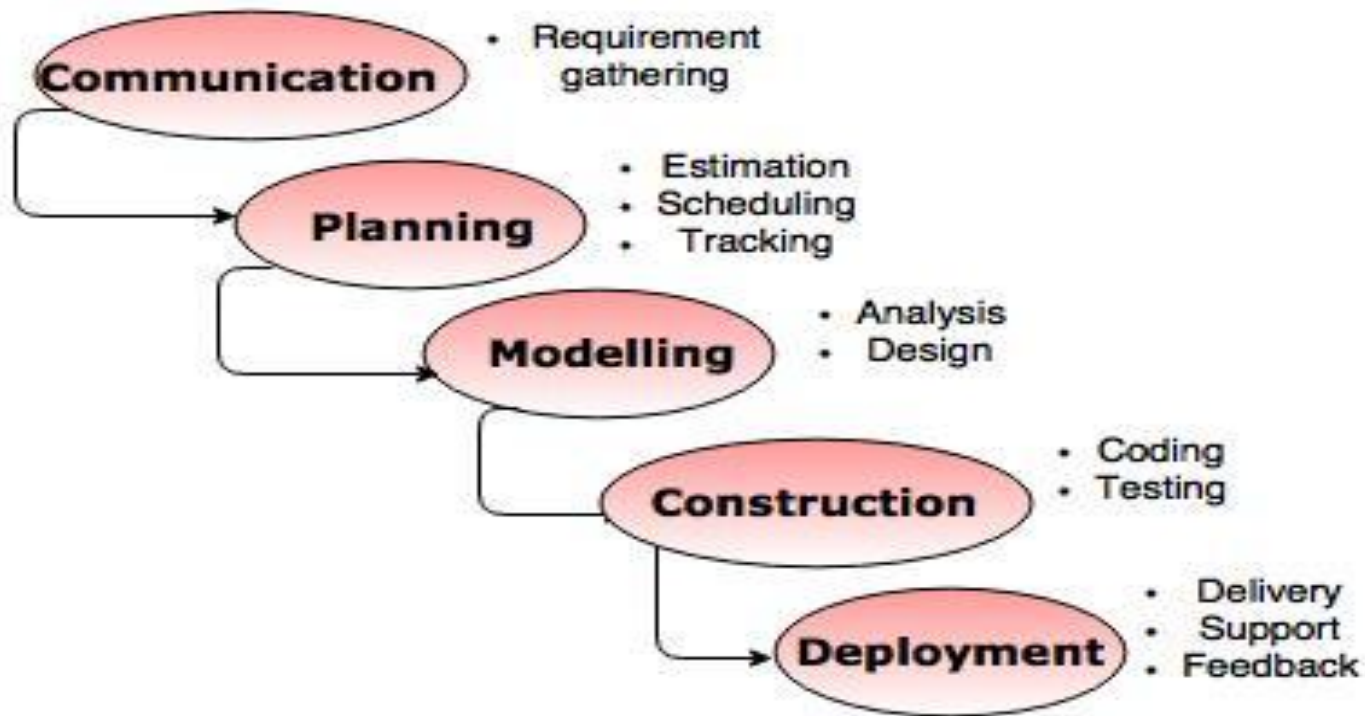 Communication
• Requirement
gathering
Planning
• Estimation
• Scheduling
• Tracking
Modelling
• Analysis
• Design
Construction
• Coding
• Testing
Deployment
• Delivery
• Support
• Feedback